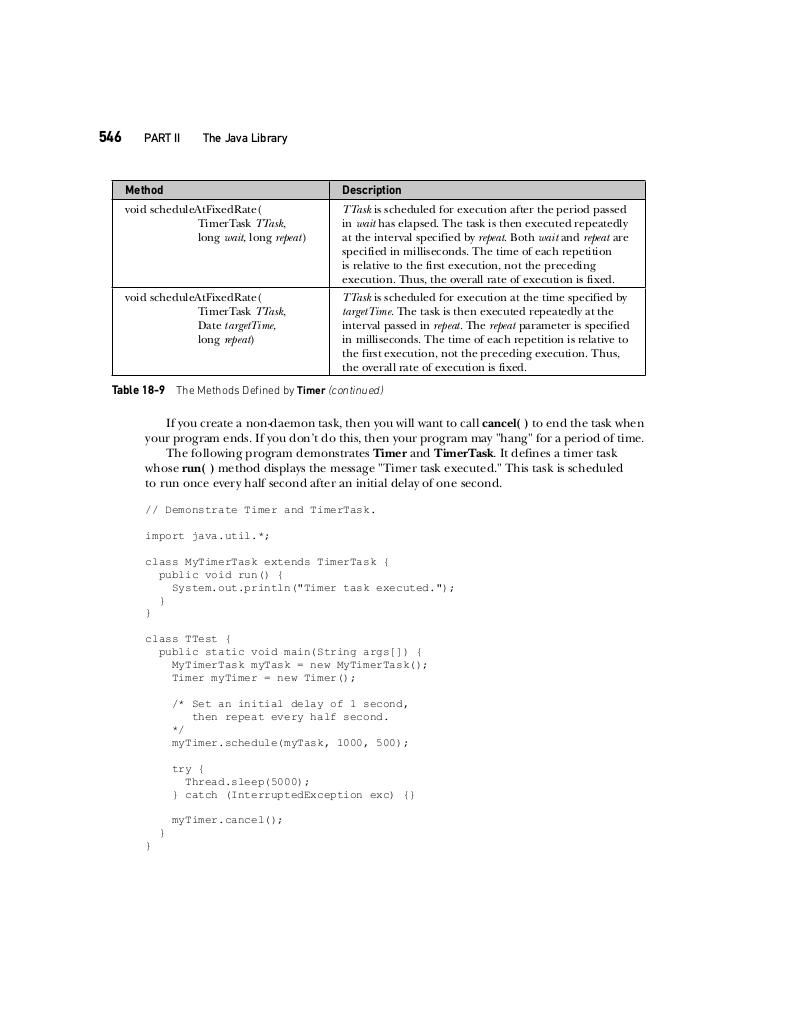 546 PART II The Java Library
Method Description
void scheduleAtFixedRate(
TimerTask TTask,
long wait, long repeat)
TTask is scheduled for execution after the period passed
in wait has elapsed. The task is then executed repeatedly
at the interval specified by repeat. Both wait and repeat are
specified in milliseconds. The time of each repetition
is relative to the first execution, not the preceding
execution. Thus, the overall rate of execution is fixed.
void scheduleAtFixedRate(
TimerTask TTask,
Date targetTime,
long repeat)
TTask is scheduled for execution at the time specified by
targetTime. The task is then executed repeatedly at the
interval passed in repeat. The repeat parameter is specified
in milliseconds. The time of each repetition is relative to
the first execution, not the preceding execution. Thus,
the overall rate of execution is fixed.
Table 18-9 The Methods Defined by Timer (continued)
If you create a non-daemon task, then you will want to call cancel( ) to end the task when
your program ends. If you don't do this, then your program may "hang" for a period of time.
The following program demonstrates Timer and TimerTask. It defines a timer task
whose run( ) method displays the message "Timer task executed." This task is scheduled
to run once every half second after an initial delay of one second.
// Demonstrate Timer and TimerTask.
import java.util.*;
class MyTimerTask extends TimerTask {
public void run() {
System.out.println("Timer task executed.");
}
}
class TTest {
public static void main(String args[]) {
MyTimerTask myTask = new MyTimerTask();
Timer myTimer = new Timer();
/* Set an initial delay of 1 second,
then repeat every half second.
*/
myTimer.schedule(myTask, 1000, 500);
try {
Thread.sleep(5000);
} catch (InterruptedException exc) {}
myTimer.cancel();
}
}